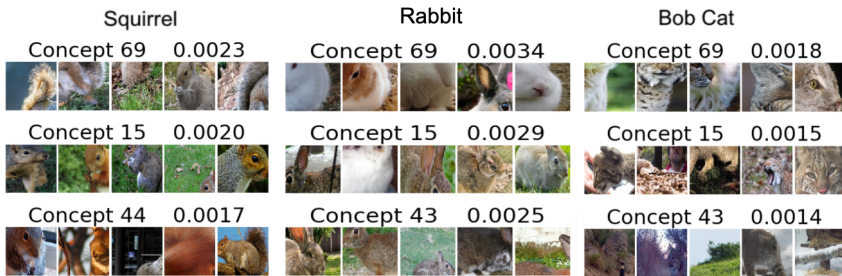 Squirrel Rabbit Bob Cat
Concept 69 0.0023 Concept 69 0.0034 Concept 69 0.0018
Concept 15 0.0020 Concept 15 0.0029 Concept 15 0.0015
Concept 44 0.0017 Concept 43 0.0025 Concept 43 0.0014